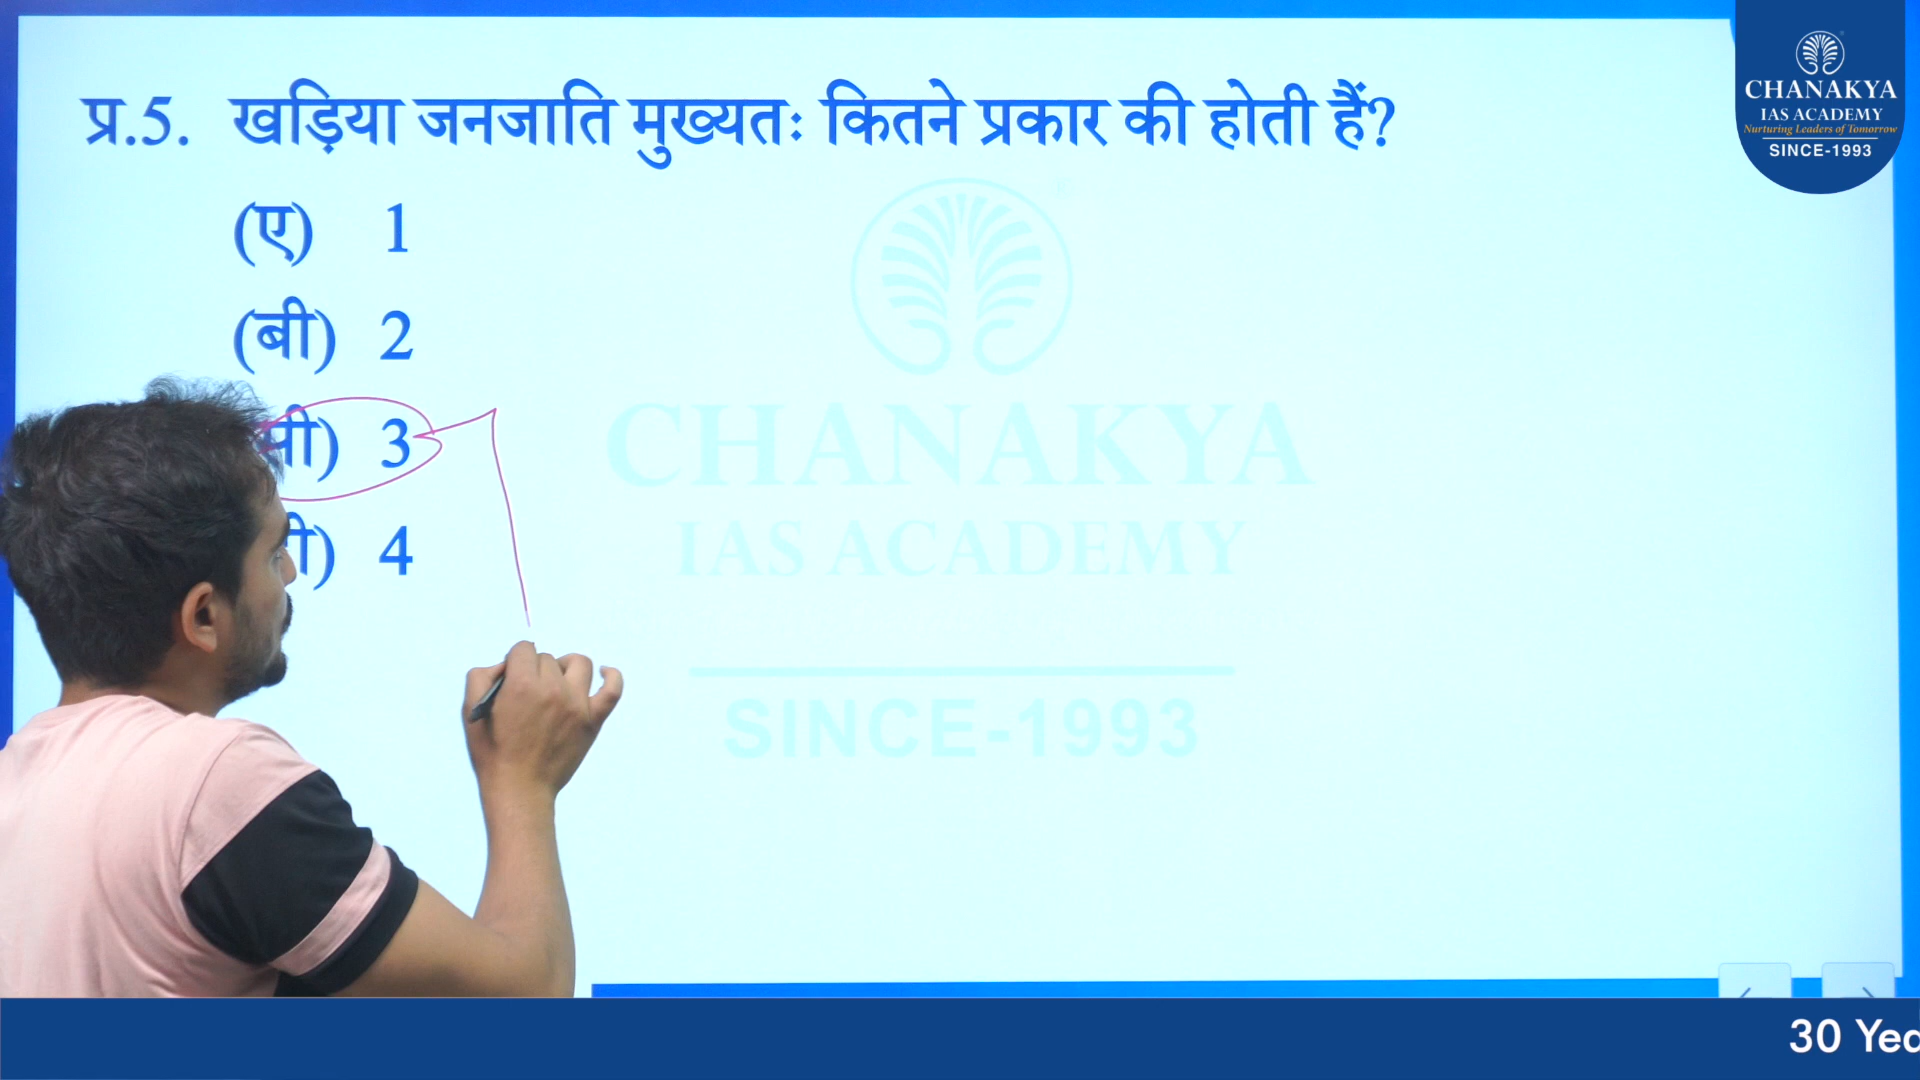 प्र.5. खड़िया जनजाति मुख्यतः कितने प्रकार की होती हैं?
(ए) 1
(बी) 2
3
4
CHANAKYA
IAS ACADEMY
SINCE-1993
CHANAKYA
IAS ACADEMY
Nurturing Leaders of Tomorrow
SINCE-1993
30